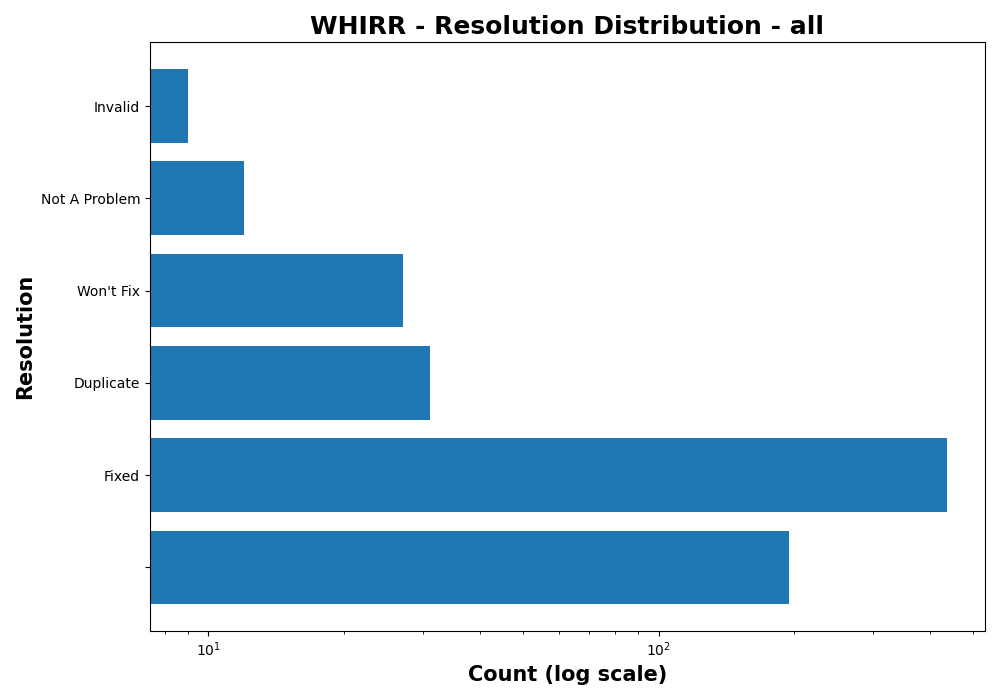 WHIRR - Resolution Distribution - all
Invalid
Not A Problem
Won't Fix
Duplicate
Fixed
Resolution
10¹
10²
Count (log scale)